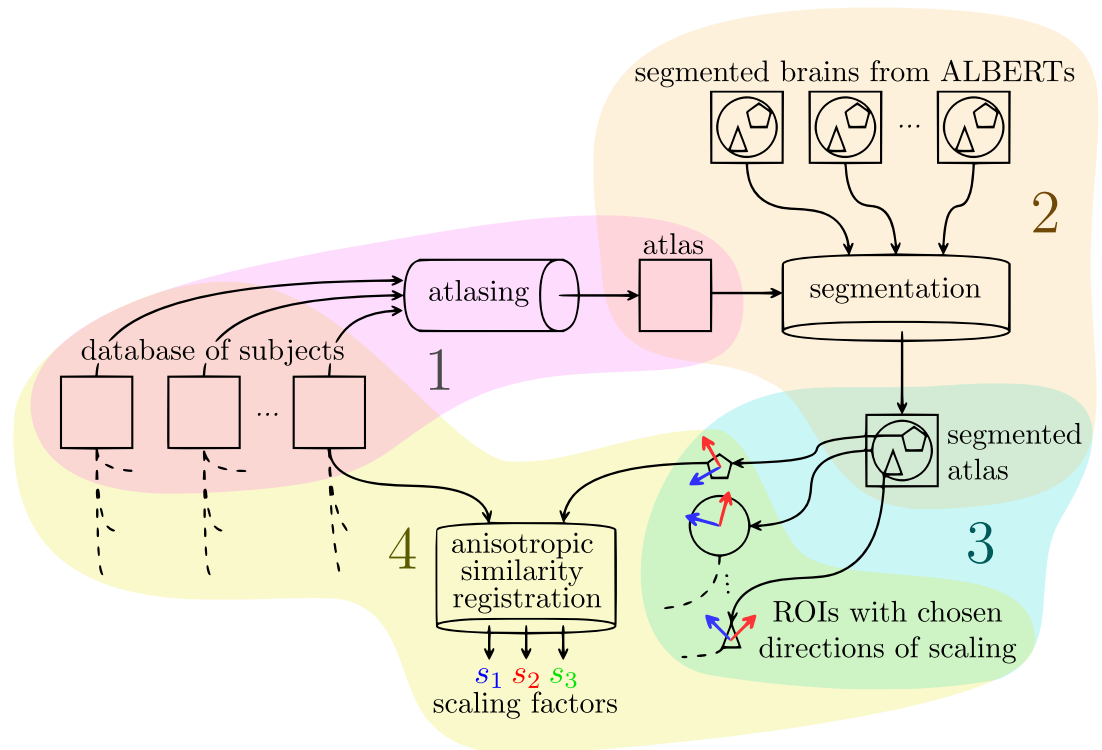 segmented brains from ALBERTs
...
2
atlas
atlasing
segmentation
database of subjects
1
...
segmented
atlas
4
anisotropic
similarity
registration
3
ROIs with chosen
directions of scaling
s1 s2 s3
scaling factors